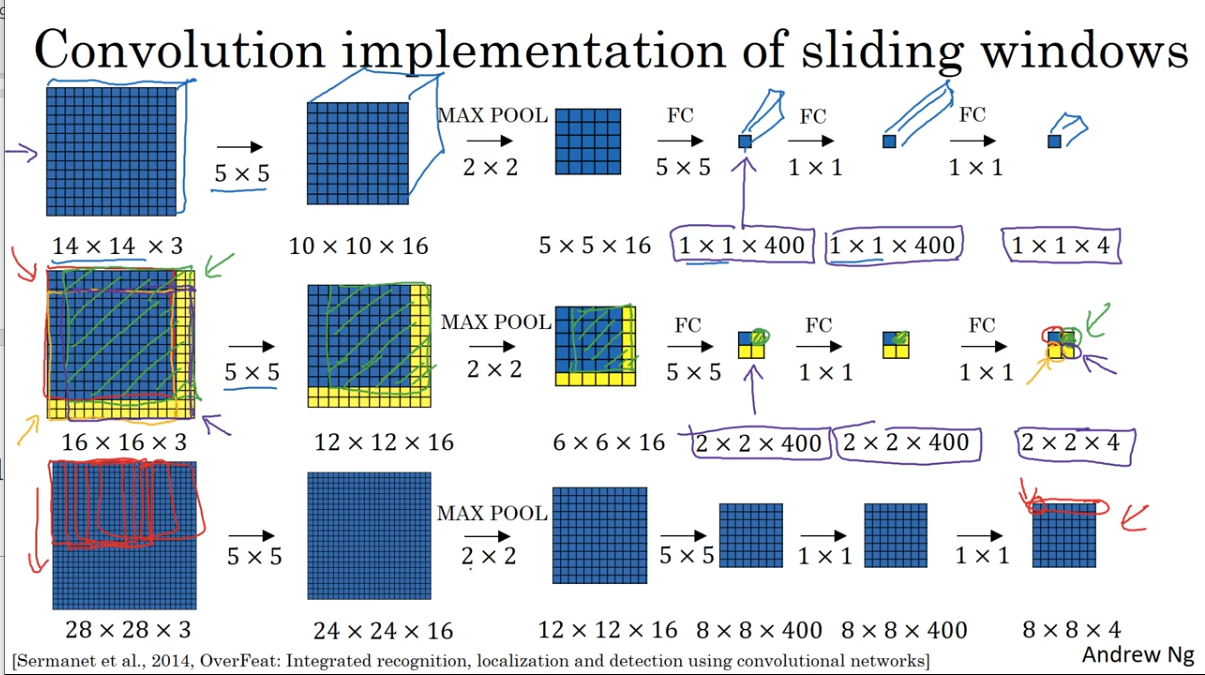 Convolution implementation of sliding windows
MAX POOL FC FC FC
5 × 5 2 × 2 5 × 5 1 × 1 1 × 1
14 × 14 × 3 10 × 10 × 16 5 × 5 × 16 1 × 1 × 400 1 × 1 × 400 1 × 1 × 4
MAX POOL FC FC FC
5 × 5 2 × 2 5 × 5 1 × 1 1 × 1
16 × 16 × 3 12 × 12 × 16 6 × 6 × 16 2 × 2 × 400 2 × 2 × 400 2 × 2 × 4
MAX POOL
5 × 5 2 × 2 5 × 5 1 × 1 1 × 1
28 × 28 × 3 24 × 24 × 16 12 × 12 × 16 8 × 8 × 400 8 × 8 × 400 8 × 8 × 4
[Sermanet et al., 2014, OverFeat: Integrated recognition, localization and detection using convolutional networks] Andrew Ng